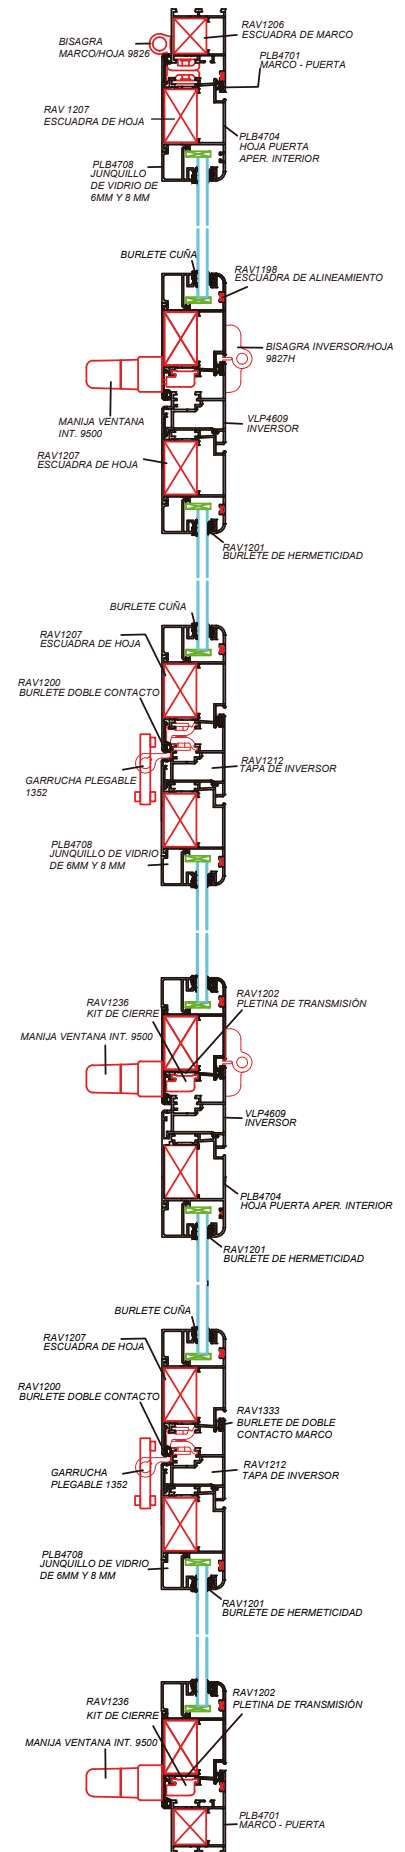 RAV1206
ESCUADRA DE MARCO
BISAGRA
MARCO/HOJA 9826
PLB4701
MARCO - PUERTA
RAV 1207
ESCUADRA DE HOJA
PLB4704
HOJA PUERTA
APER. INTERIOR
PLB4708
JUNQUILLO
DE VIDRIO DE
6MM Y 8 MM
BURLETE CUÑA
RAV1198
ESCUADRA DE ALINEAMIENTO
BISAGRA INVERSOR/HOJA
9827H
MANIJA VENTANA
INT. 9500
VLP4609
INVERSOR
RAV1207
ESCUADRA DE HOJA
RAV1201
BURLETE DE HERMETICIDAD
BURLETE CUÑA
RAV1207
ESCUADRA DE HOJA
RAV1200
BURLETE DOBLE CONTACTO
RAV1212
TAPA DE INVERSOR
GARRUCHA PLEGABLE
1352
PLB4708
JUNQUILLO DE VIDRIO
DE 6MM Y 8 MM
RAV1236
KIT DE CIERRE
RAV1202
PLETINA DE TRANSMISIÓN
MANIJA VENTANA INT. 9500
VLP4609
INVERSOR
PLB4704
HOJA PUERTA APER. INTERIOR
RAV1201
BURLETE DE HERMETICIDAD
BURLETE CUÑA
RAV1207
ESCUADRA DE HOJA
RAV1200
BURLETE DOBLE CONTACTO
RAV1333
BURLETE DE DOBLE
CONTACTO MARCO
GARRUCHA
PLEGABLE 1352
RAV1212
TAPA DE INVERSOR
PLB4708
JUNQUILLO DE VIDRIO
DE 6MM Y 8 MM
RAV1201
BURLETE DE HERMETICIDAD
RAV1236
KIT DE CIERRE
RAV1202
PLETINA DE TRANSMISIÓN
MANIJA VENTANA INT. 9500
PLB4701
MARCO - PUERTA